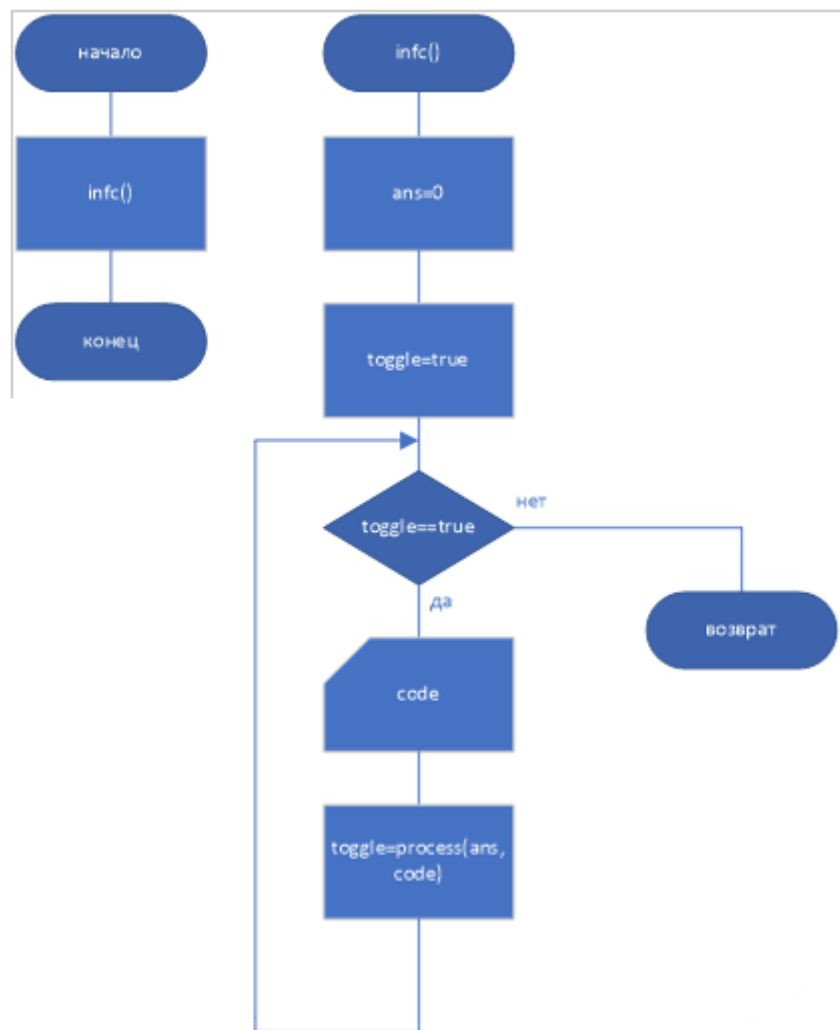 начало
infc()
конец
infc()
ans=0
toggle=true
toggle==true
нет
да
возврат
code
toggle=process(ans,
code)